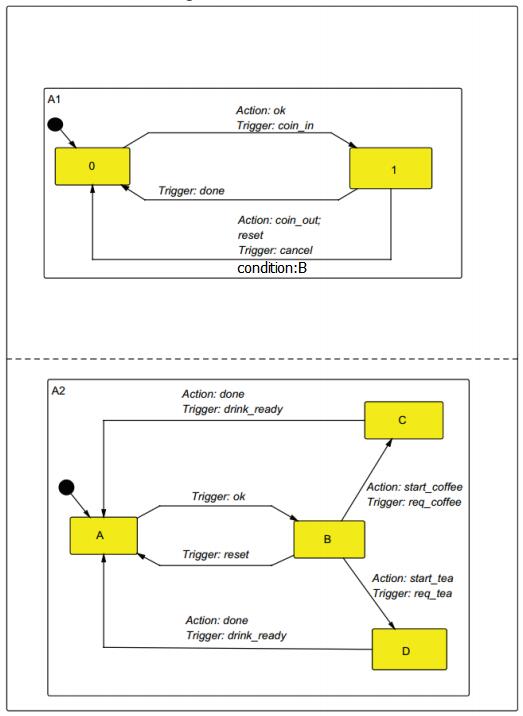 A1
Action: ok
Trigger: coin_in
0
1
Trigger: done
Action: coin_out;
reset
Trigger: cancel
condition:B
A2
Action: done
Trigger: drink_ready
C
Action: start_coffee
Trigger: req_coffee
Trigger: ok
A
B
Trigger: reset
Action: start_tea
Trigger: req_tea
Action: done
Trigger: drink_ready
D